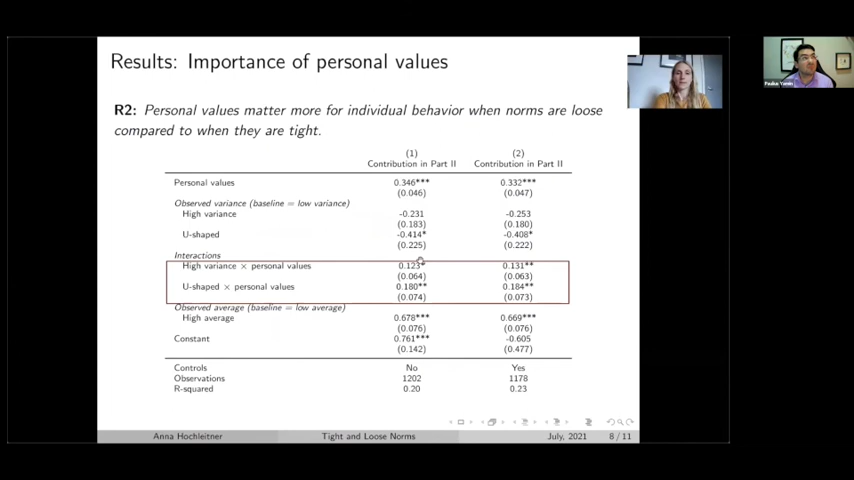 Results: Importance of personal values
R2: Personal values matter more for individual behavior when norms are loose
compared to when they are tight.
(1) (2)
Contribution in Part II Contribution in Part II
Personal values 0.346*** 0.332***
(0.046) (0.047)
Observed variance (baseline = low variance)
High variance -0.231 -0.253
(0.183) (0.180)
U-shaped -0.414* -0.408*
(0.225) (0.222)
Interactions
High variance × personal values 0.123* 0.131**
(0.064) (0.063)
U-shaped × personal values 0.180** 0.184**
(0.074) (0.073)
Observed average (baseline = low average)
High average 0.678*** 0.669***
(0.076) (0.076)
Constant 0.761*** -0.605
(0.142) (0.477)
Controls No Yes
Observations 1202 1178
R-squared 0.20 0.23
Anna Hochleitner Tight and Loose Norms July, 2021 8 / 11
Paulius Yamin